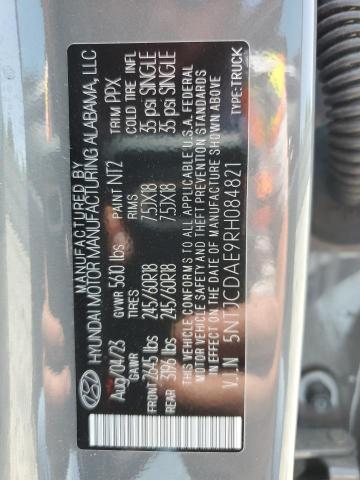 MANUFACTURED BY
HYUNDAI MOTOR MANUFACTURING ALABAMA, LLC
Aug/04/23 GVWR 5610 lbs PAINT NT2 TRIM PPX
GAWR TIRES RIMS COLD TIRE INFL
FRONT 2645 lbs 245/60R18 7.5JX18 35 psi SINGLE
REAR 3196 lbs 245/60R18 7.5JX18 35 psi SINGLE
THIS VEHICLE CONFORMS TO ALL APPLICABLE U.S.A. FEDERAL
MOTOR VEHICLE SAFETY AND THEFT PREVENTION STANDARDS
IN EFFECT ON THE DATE OF MANUFACTURE SHOWN ABOVE.
V.I.N 5NTJCDAE9RH084821 TYPE:TRUCK